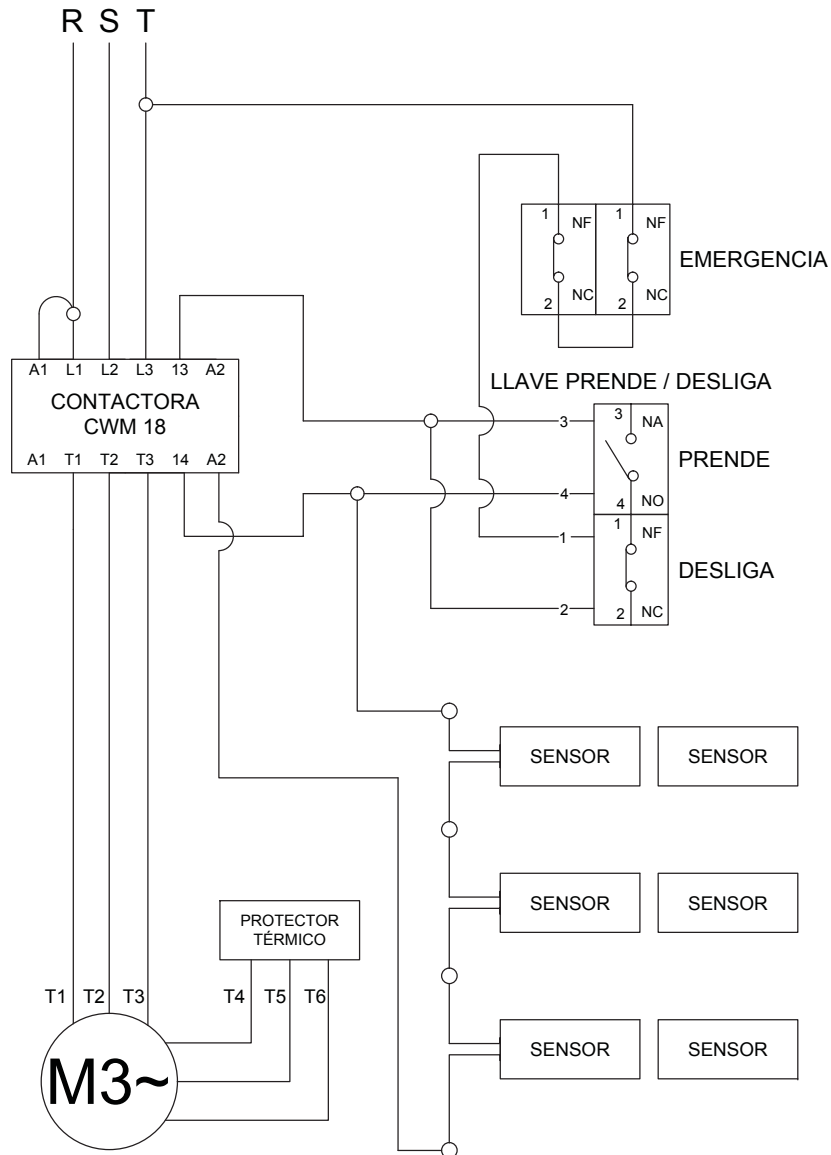 R S T
1 NF 1 NF
EMERGENCIA
2 NC 2 NC
A1 L1 L2 L3 13 A2
LLAVE PRENDE / DESLIGA
CONTACTORA
CWM 18
3 3 NA
PRENDE
A1 T1 T2 T3 14 A2
4 4 NO
1 1 NF
DESLIGA
2 2 NC
SENSOR SENSOR
SENSOR SENSOR
PROTECTOR
TÉRMICO
T1 T2 T3 T4 T5 T6
SENSOR SENSOR
M3~